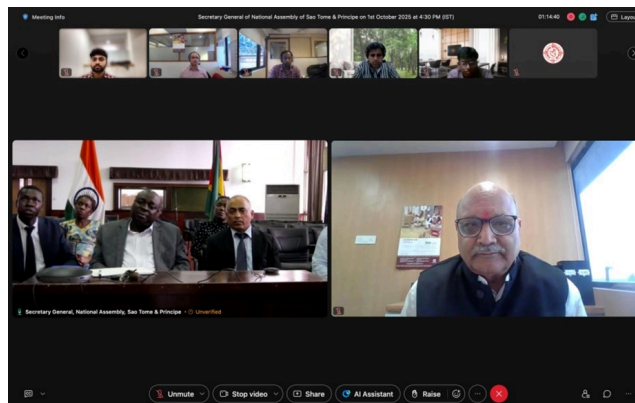 Meeting Info
Secretary General of National Assembly of Sao Tome & Principe on 1st October 2025 at 4:30 PM (IST)
01:14:40
Layou
Secretary General, National Assembly, Sao Tome & Principe • Unverified
Unmute
Stop video
Share
AI Assistant
Raise